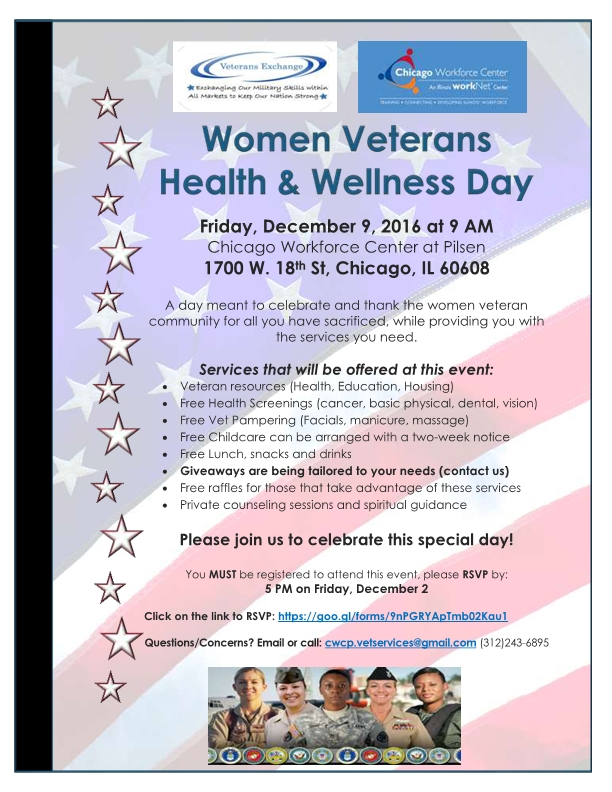 Veterans Exchange
Exchanging Our Military Skills within
All Markets to Keep Our Nation Strong
Chicago Workforce Center
An Illinois workNet Center
TRAINING • CONNECTING • DEVELOPING ILLINOIS' WORKFORCE
Women Veterans
Health & Wellness Day
Friday, December 9, 2016 at 9 AM
Chicago Workforce Center at Pilsen
1700 W. 18th St, Chicago, IL 60608
A day meant to celebrate and thank the women veteran
community for all you have sacrificed, while providing you with
the services you need.
Services that will be offered at this event:
• Veteran resources (Health, Education, Housing)
• Free Health Screenings (cancer, basic physical, dental, vision)
• Free Vet Pampering (Facials, manicure, massage)
• Free Childcare can be arranged with a two-week notice
• Free Lunch, snacks and drinks
• Giveaways are being tailored to your needs (contact us)
• Free raffles for those that take advantage of these services
• Private counseling sessions and spiritual guidance
Please join us to celebrate this special day!
You MUST be registered to attend this event, please RSVP by:
5 PM on Friday, December 2
Click on the link to RSVP: https://goo.gl/forms/9nPGRYApTmb02Kau1
Questions/Concerns? Email or call: cwcp.vetservices@gmail.com (312)243-6895